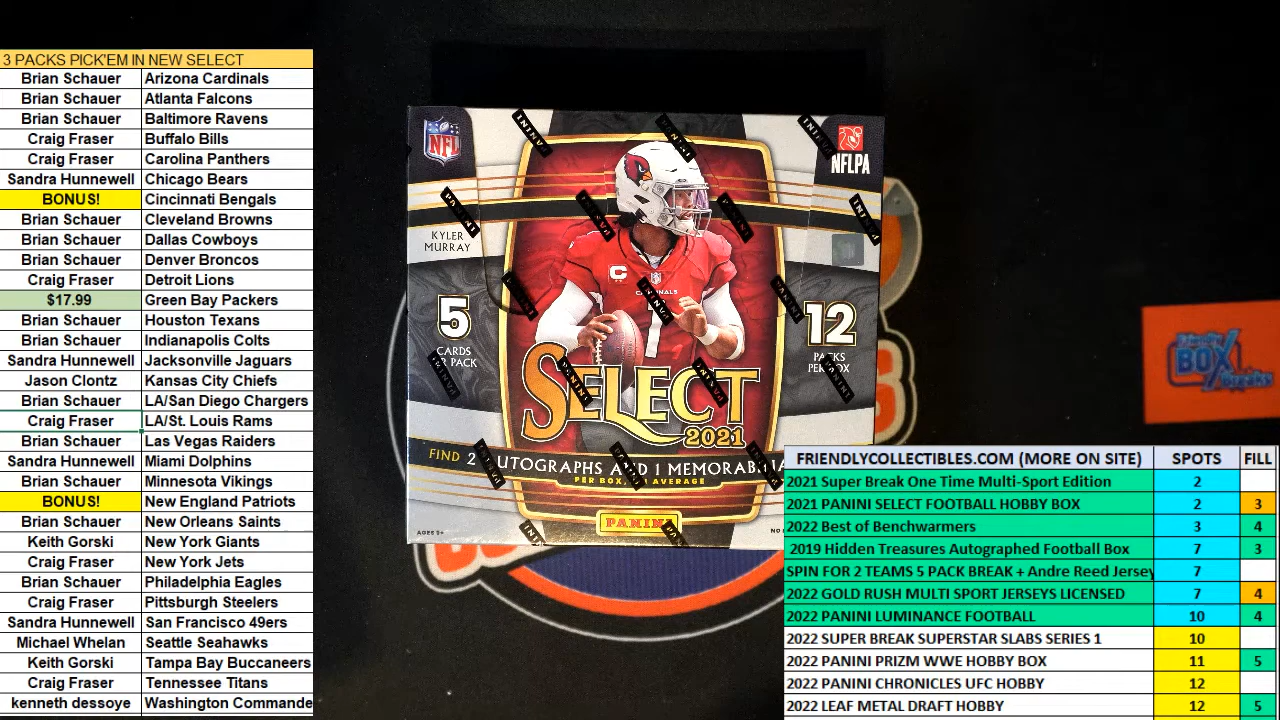 3 PACKS PICK'EM IN NEW SELECT
Brian Schauer Arizona Cardinals
Brian Schauer Atlanta Falcons
Brian Schauer Baltimore Ravens
Craig Fraser Buffalo Bills
Craig Fraser Carolina Panthers
Sandra Hunnewell Chicago Bears
BONUS! Cincinnati Bengals
Brian Schauer Cleveland Browns
Brian Schauer Dallas Cowboys
Brian Schauer Denver Broncos
Craig Fraser Detroit Lions
$17.99 Green Bay Packers
Brian Schauer Houston Texans
Brian Schauer Indianapolis Colts
Sandra Hunnewell Jacksonville Jaguars
Jason Clontz Kansas City Chiefs
Brian Schauer LA/San Diego Chargers
Craig Fraser LA/St. Louis Rams
Brian Schauer Las Vegas Raiders
Sandra Hunnewell Miami Dolphins
Brian Schauer Minnesota Vikings
BONUS! New England Patriots
Brian Schauer New Orleans Saints
Keith Gorski New York Giants
Craig Fraser New York Jets
Brian Schauer Philadelphia Eagles
Craig Fraser Pittsburgh Steelers
Sandra Hunnewell San Francisco 49ers
Michael Whelan Seattle Seahawks
Keith Gorski Tampa Bay Buccaneers
Craig Fraser Tennessee Titans
kenneth dessoye Washington Commande
NFL
NFLPA
PANINI
KYLER
MURRAY
CARDINALS
C
1
5
CARDS
PER PACK
12
PACKS
PER BOX
SELECT
2021
FIND 2 AUTOGRAPHS AND 1 MEMORABILIA
PER BOX, ON AVERAGE
PANINI
AGES 9+
Friendly
BOX
Breaks
FRIENDLYCOLLECTIBLES.COM (MORE ON SITE) SPOTS FILL
2021 Super Break One Time Multi-Sport Edition 2
2021 PANINI SELECT FOOTBALL HOBBY BOX 2 3
2022 Best of Benchwarmers 3 4
2019 Hidden Treasures Autographed Football Box 7 3
SPIN FOR 2 TEAMS 5 PACK BREAK + Andre Reed Jersey 7
2022 GOLD RUSH MULTI SPORT JERSEYS LICENSED 7 4
2022 PANINI LUMINANCE FOOTBALL 10 4
2022 SUPER BREAK SUPERSTAR SLABS SERIES 1 10
2022 PANINI PRIZM WWE HOBBY BOX 11 5
2022 PANINI CHRONICLES UFC HOBBY 12
2022 LEAF METAL DRAFT HOBBY 12 5